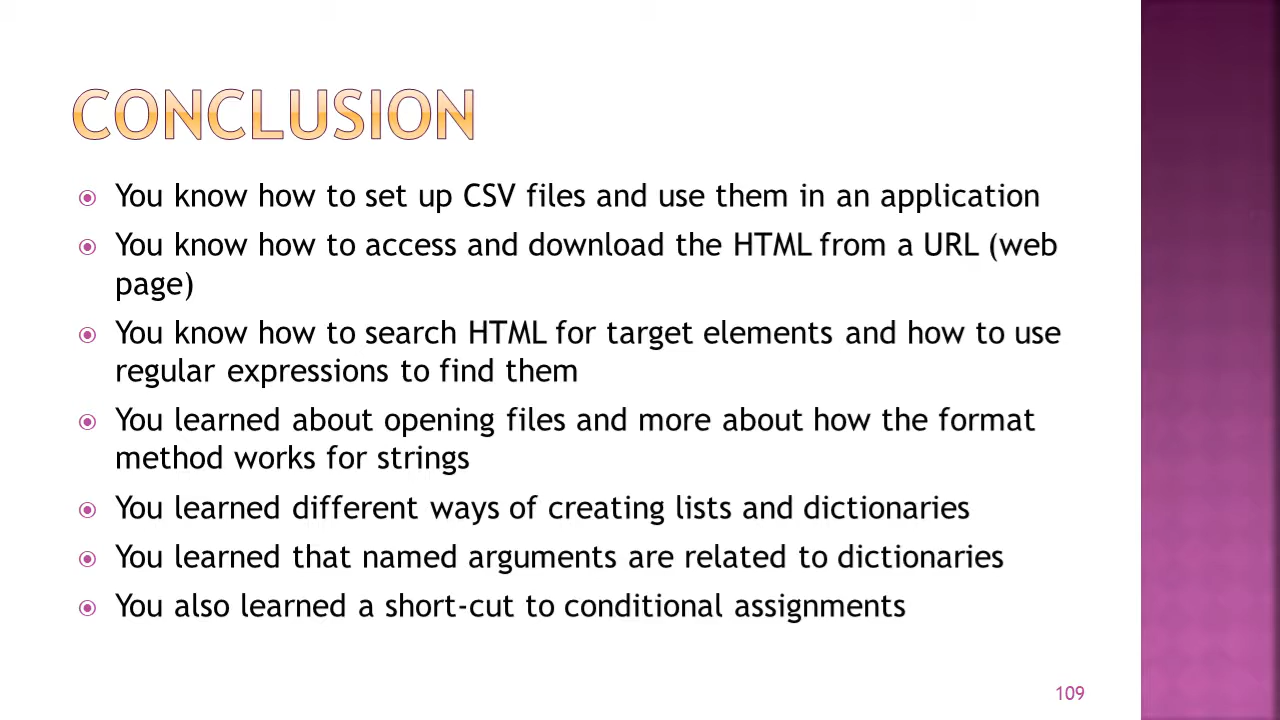 CONCLUSION
You know how to set up CSV files and use them in an application
You know how to access and download the HTML from a URL (web
page)
You know how to search HTML for target elements and how to use
regular expressions to find them
You learned about opening files and more about how the format
method works for strings
You learned different ways of creating lists and dictionaries
You learned that named arguments are related to dictionaries
You also learned a short-cut to conditional assignments
109